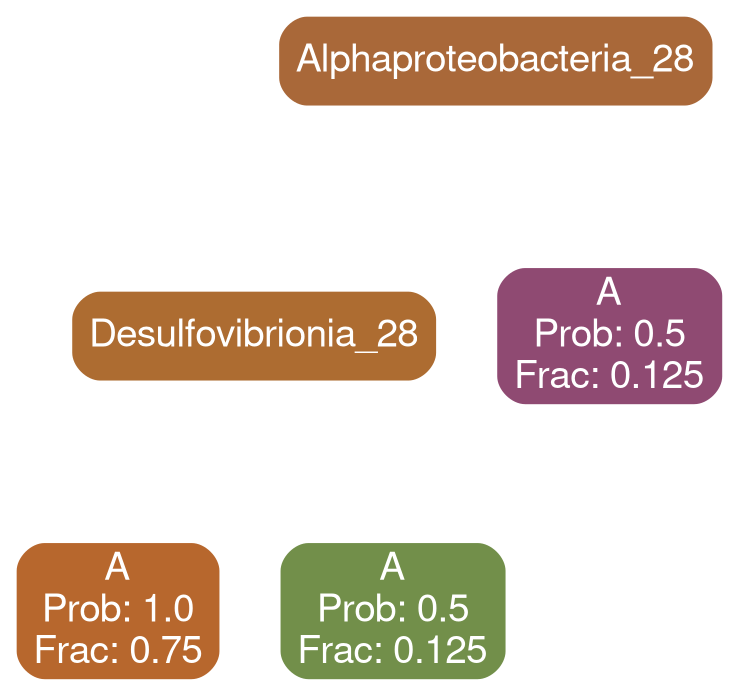 Alphaproteobacteria_28
Desulfovibrionia_28
A
Prob: 0.5
Frac: 0.125
A
Prob: 1.0
Frac: 0.75
A
Prob: 0.5
Frac: 0.125